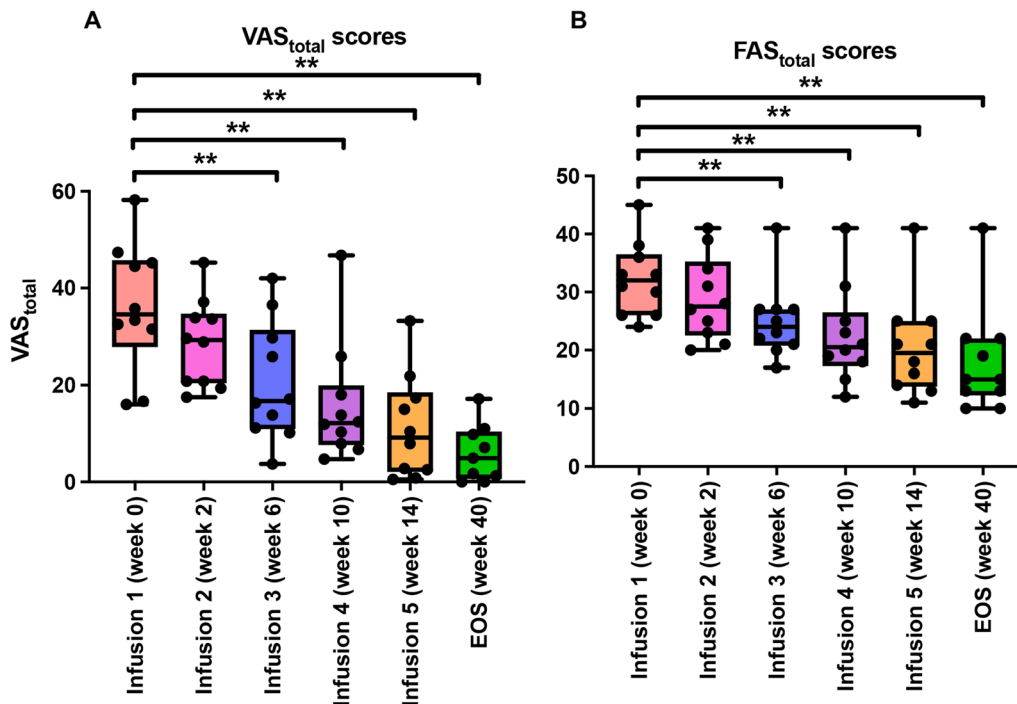 A
VAStotal scores
**
**
**
**
60
40
20
0
VAStotal
Infusion 1 (week 0)
Infusion 2 (week 2)
Infusion 3 (week 6)
Infusion 4 (week 10)
Infusion 5 (week 14)
EOS (week 40)
B
FAStotal scores
**
**
**
**
50
40
30
20
10
0
Infusion 1 (week 0)
Infusion 2 (week 2)
Infusion 3 (week 6)
Infusion 4 (week 10)
Infusion 5 (week 14)
EOS (week 40)